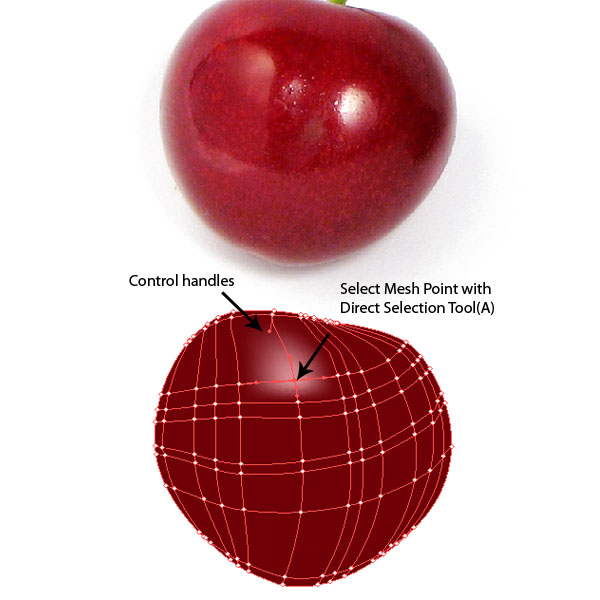 Control handles
Select Mesh Point with
Direct Selection Tool(A)